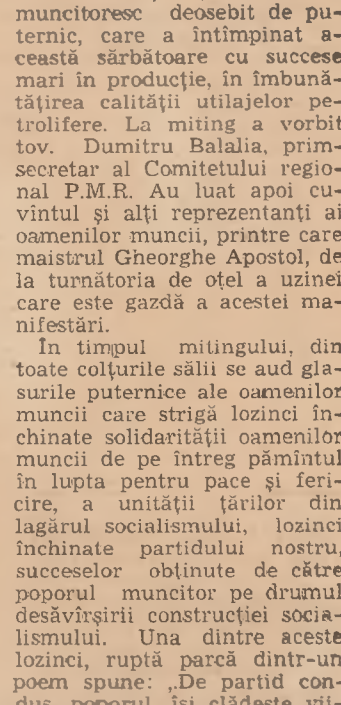 muncitoresc deosebit de pu-
ternic, care a întîmpinat a-
ceastă sărbătoare cu succese
mari în producție, în îmbună-
tățirea calității utilajelor pe-
trolifere. La miting a vorbit
tov. Dumitru Balalia, prim-
secretar al Comitetului regio-
nal P.M.R. Au luat apoi cu-
vîntul și alți reprezentanți ai
oamenilor muncii, printre care
maistrul Gheorghe Apostol, de
la turnătoria de oțel a uzinei
care este gazdă a acestei ma-
nifestări.
În timpul mitingului, din
toate colțurile sălii se aud gla-
surile puternice ale oamenilor
muncii care strigă lozinci în-
chinate solidarității oamenilor
muncii de pe întreg pămîntul
în lupta pentru pace și feri-
cire, a unității țărilor din
lagărul socialismului, lozinci
închinate partidului nostru,
succeselor obținute de către
poporul muncitor pe drumul
desăvîrșirii construcției socia-
lismului. Una dintre aceste
lozinci, ruptă parcă dintr-un
poem spune: „De partid con-
dus, poporul, își clădește vii-